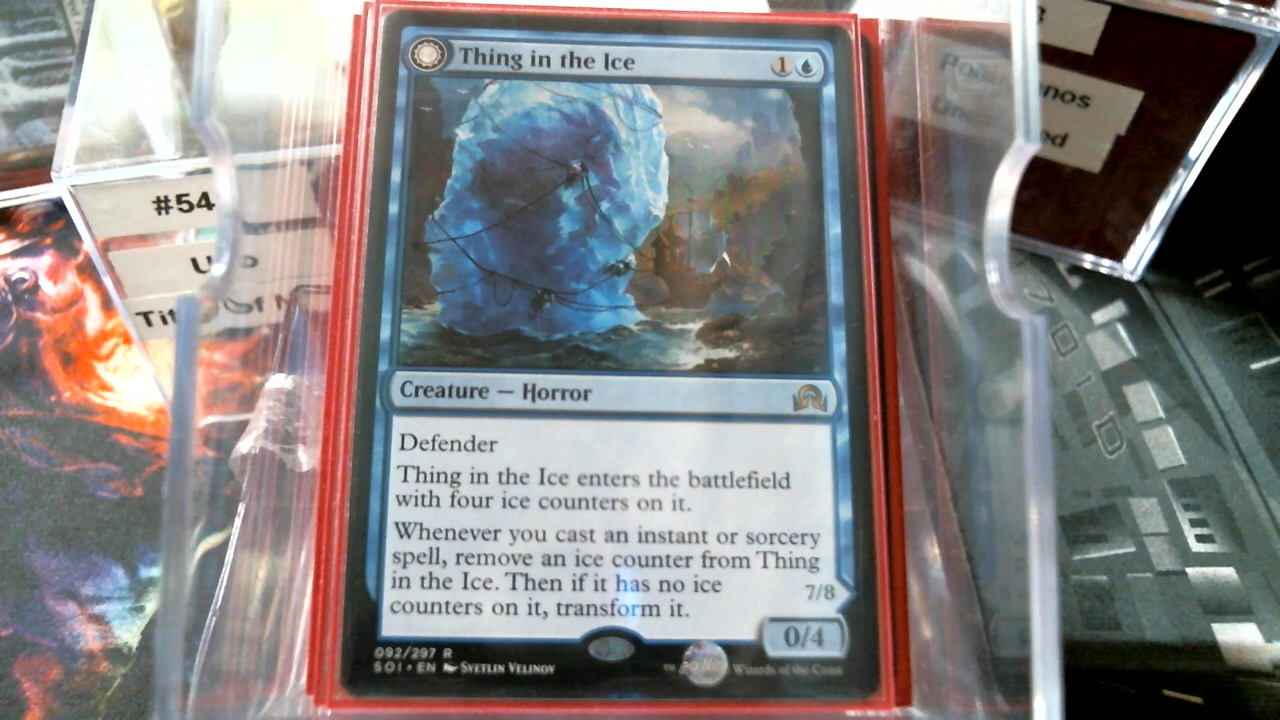 Thing in the Ice
1
Creature — Horror
Defender
Thing in the Ice enters the battlefield
with four ice counters on it.
Whenever you cast an instant or sorcery
spell, remove an ice counter from Thing
in the Ice. Then if it has no ice
counters on it, transform it.
7/8
0/4
092/297 R
SOI • EN SVETLIN VELINOV
™ Wizards of the Coast
#54